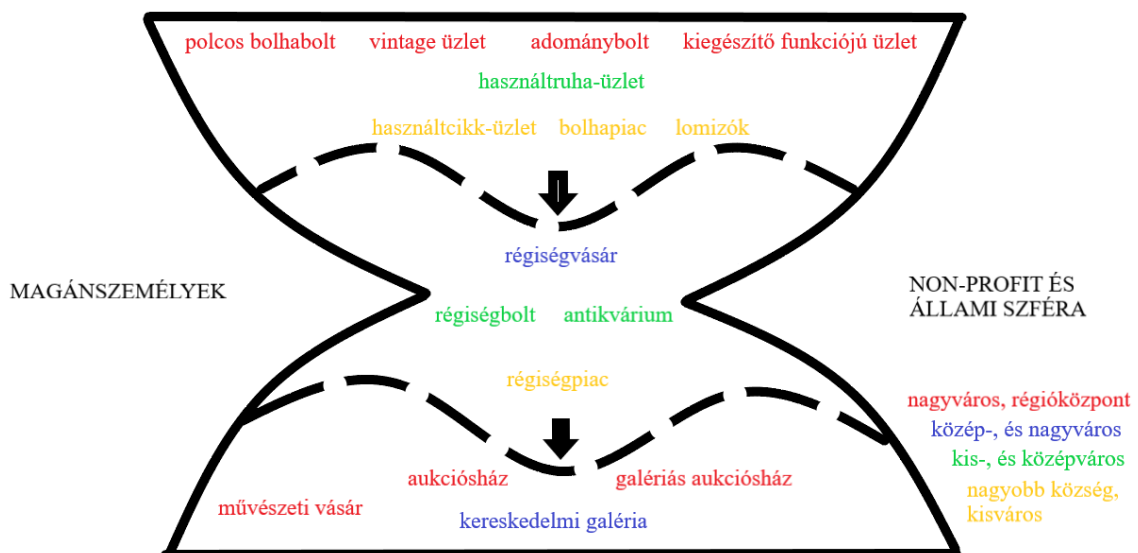 polcos bolhabolt vintage üzlet adománybolt kiegészítő funkciójú üzlet
használtruha-üzlet
használtcikk-üzlet bolhapiac lomizók
régiségvásár
MAGÁNSZEMÉLYEK
NON-PROFIT ÉS
ÁLLAMI SZFÉRA
régiségbolt antikvárium
régiségpiac
aukciósház galériás aukciósház
művészeti vásár
kereskedelmi galéria
nagyváros, régióközpont
közép-, és nagyváros
kis-, és középváros
nagyobb község,
kisváros